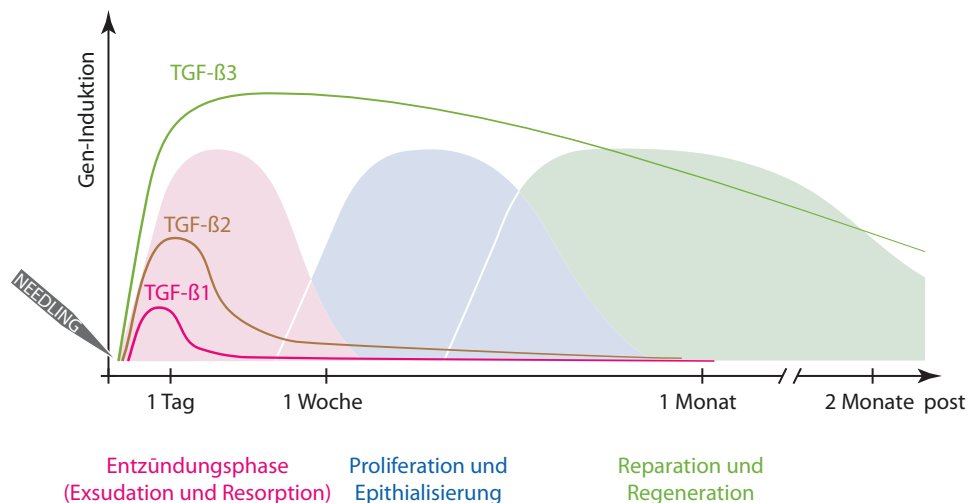 Gen-Induktion
TGF-ß3
TGF-ß2
TGF-ß1
NEEDLING
1 Tag
1 Woche
1 Monat
2 Monate post
Entzündungsphase
(Exsudation und Resorption)
Proliferation und
Epithialisierung
Reparation und
Regeneration